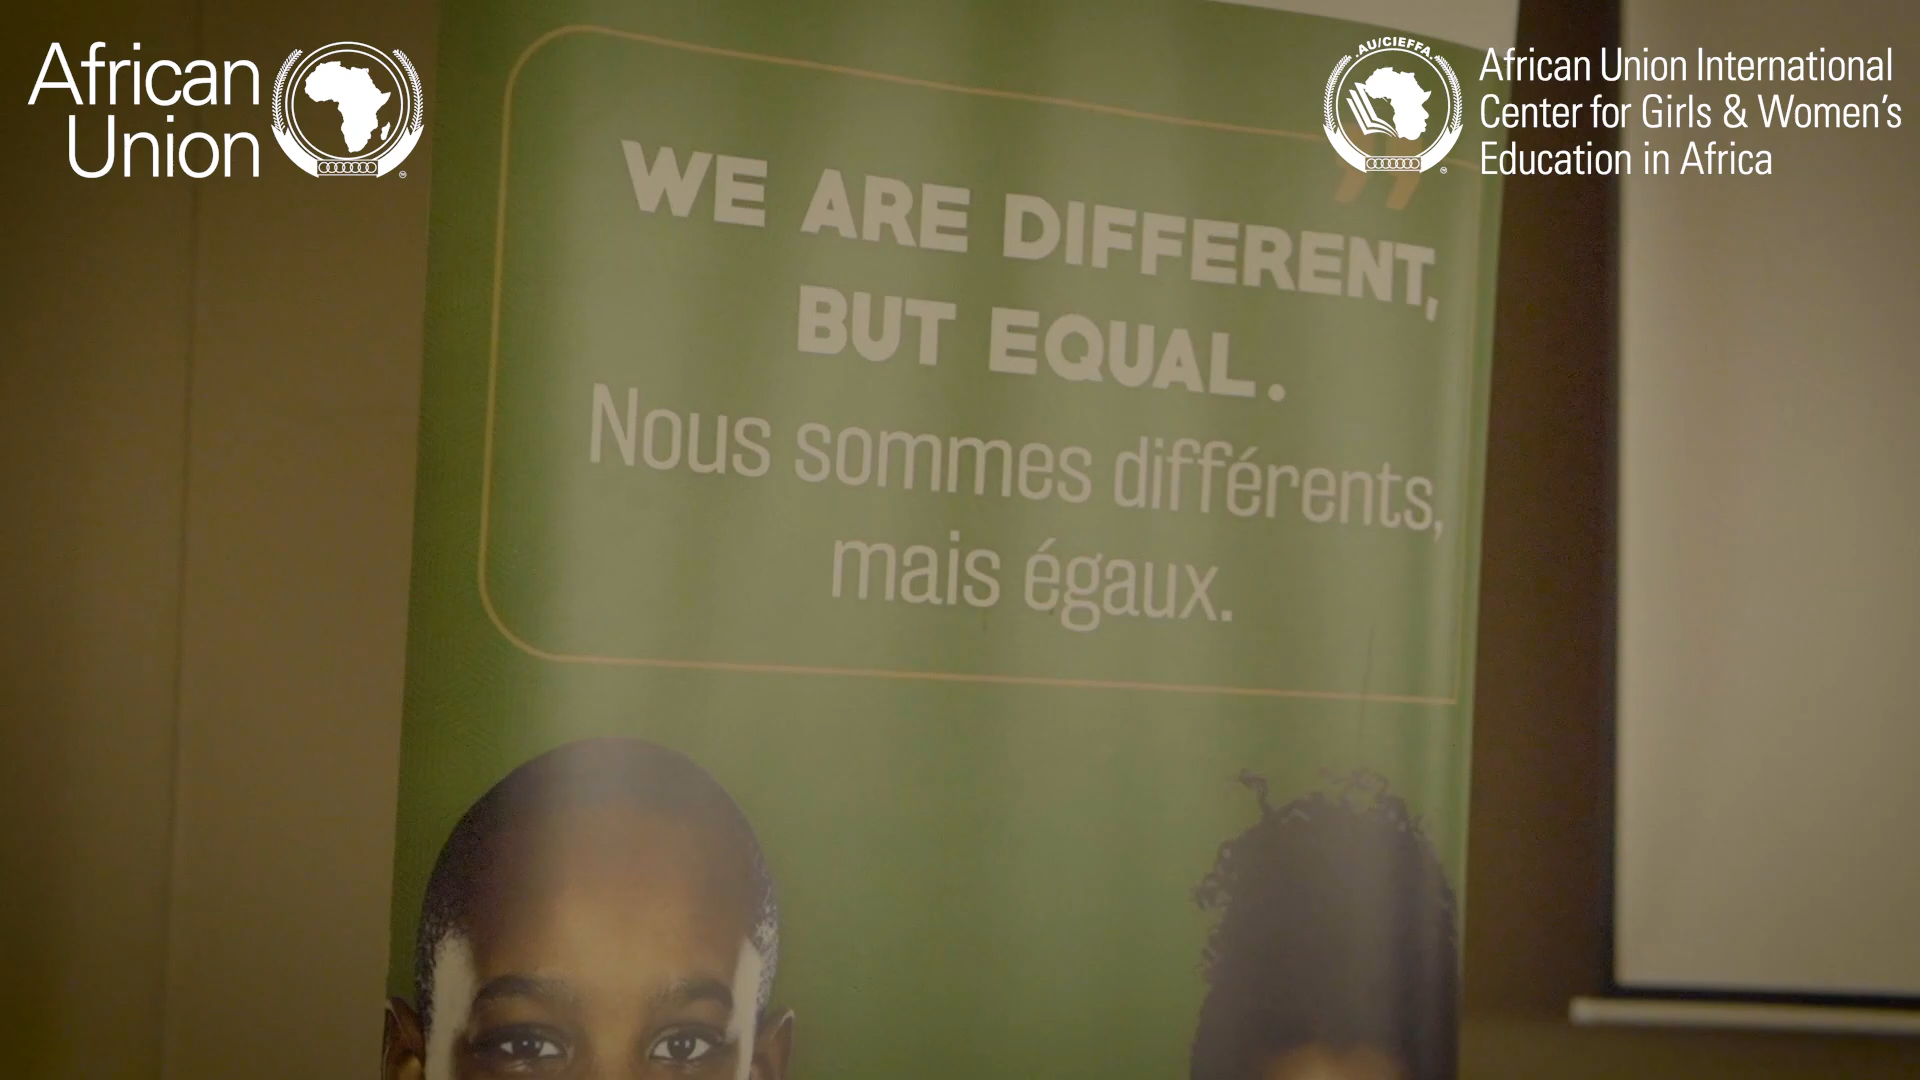 African
Union
AU/CIEFFA
African Union International
Center for Girls & Women's
Education in Africa
WE ARE DIFFERENT,
BUT EQUAL.
Nous sommes différents,
mais égaux.